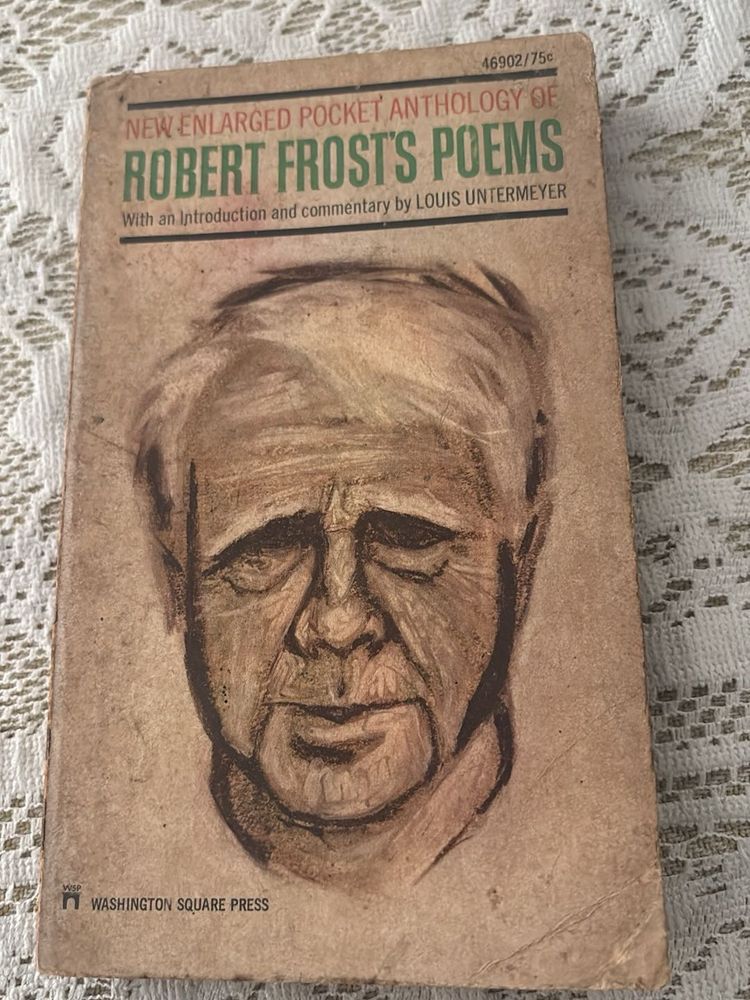 46902/75¢
NEW ENLARGED POCKET ANTHOLOGY OF
ROBERT FROST'S POEMS
With an Introduction and commentary by LOUIS UNTERMEYER
WSP
WASHINGTON SQUARE PRESS